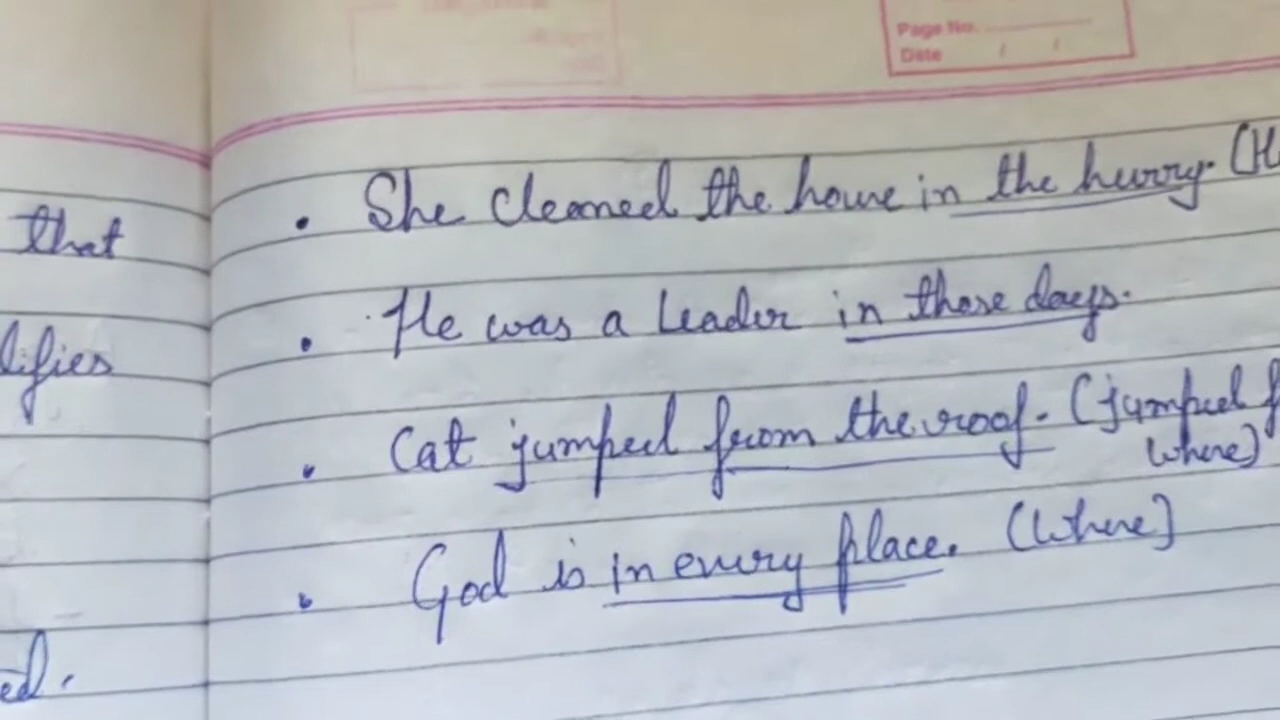 Page No.
Date / /
that
She cleaned the house in the hurry. (H
He was a leader in those days.
lifies
Cat jumped from the roof. (jumped f
where)
God is in every place. (Where)
ed.